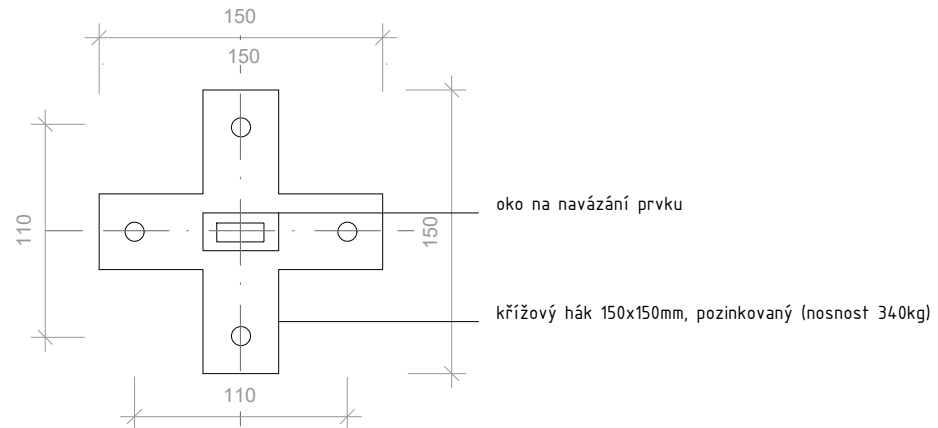 150
150
110
150
oko na navázání prvku
křížový hák 150x150mm, pozinkovaný (nosnost 340kg)
110